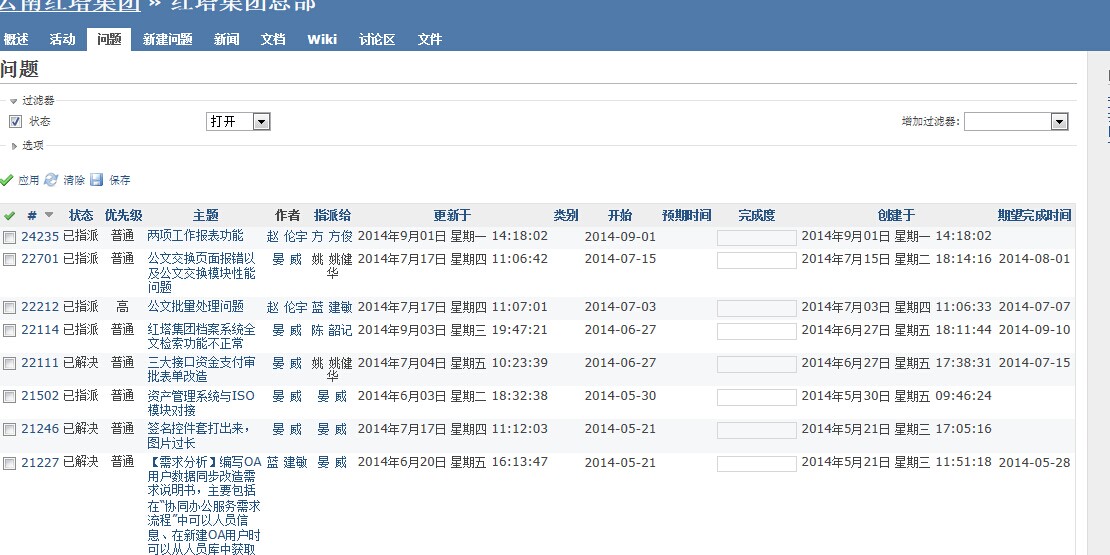 云南红塔集团 » 红塔集团总部
概述 活动 问题 新建问题 新闻 文档 Wiki 讨论区 文件
问题
过滤器
状态 打开 增加过滤器:
选项
应用 清除 保存
# 状态 优先级 主题 作者 指派给 更新于 类别 开始 预期时间 完成度 创建于 期望完成时间
24235 已指派 普通 两项工作报表功能 赵 伦宇 方 方俊 2014年9月01日 星期一 14:18:02 2014-09-01 2014年9月01日 星期一 14:18:02
22701 已指派 普通 公文交换页面报错以 晏 威 姚 姚健 2014年7月17日 星期四 11:06:42 2014-07-15 2014年7月15日 星期二 18:14:16 2014-08-01
及公文交换模块性能 华
问题
22212 已指派 高 公文批量处理问题 赵 伦宇 蓝 建敏 2014年7月17日 星期四 11:07:01 2014-07-03 2014年7月03日 星期四 11:06:33 2014-07-07
22114 已指派 普通 红塔集团档案系统全 晏 威 陈 韶记 2014年9月03日 星期三 19:47:21 2014-06-27 2014年6月27日 星期五 18:11:44 2014-09-10
文检索功能不正常
22111 已解决 普通 三大接口资金支付审 晏 威 姚 姚健 2014年7月04日 星期五 10:23:39 2014-06-27 2014年6月27日 星期五 17:38:31 2014-07-15
批表单改造 华
21502 已指派 普通 资产管理系统与ISO 晏 威 晏 威 2014年6月03日 星期二 18:32:38 2014-05-30 2014年5月30日 星期五 09:46:24
模块对接
21246 已解决 普通 签名控件套打出来， 晏 威 晏 威 2014年7月17日 星期四 11:12:03 2014-05-21 2014年5月21日 星期三 17:05:16
图片过长
21227 已解决 普通 【需求分析】编写OA 蓝 建敏 晏 威 2014年6月20日 星期五 16:13:47 2014-05-21 2014年5月21日 星期三 11:51:18 2014-05-28
用户数据同步改造需
求说明书，主要包括
在“协同办公服务需求
流程”中可以人员信
息、在新建OA用户时
可以从人员库中获取